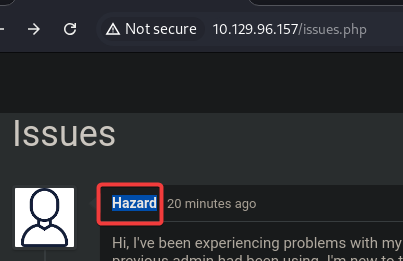 Not secure 10.129.96.157/issues.php
Issues
Hazard 20 minutes ago
Hi, I've been experiencing problems with my
previous admin had been using. I'm new to t